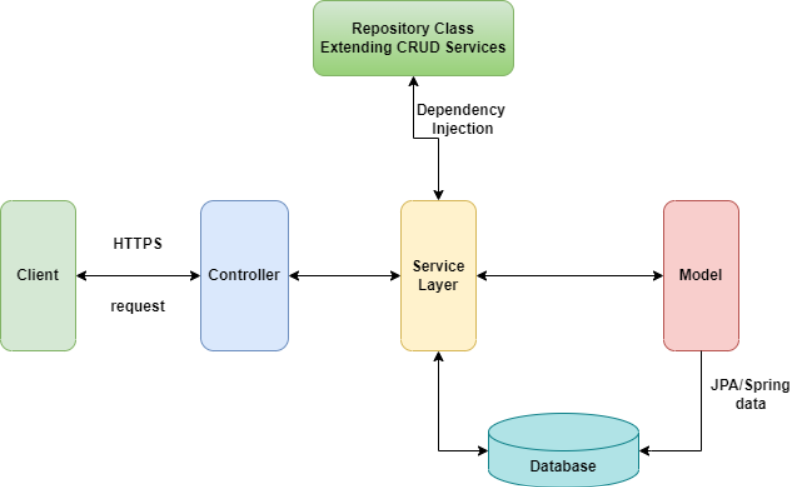 Repository Class
Extending CRUD Services
Dependency
Injection
HTTPS
Client
Controller
Service
Layer
Model
request
JPA/Spring
data
Database